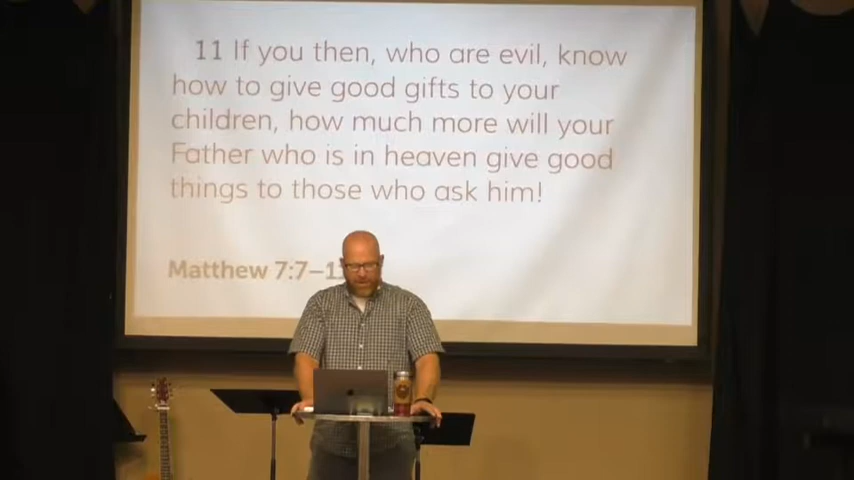 11 If you then, who are evil, know
how to give good gifts to your
children, how much more will your
Father who is in heaven give good
things to those who ask him!
Matthew 7:7–1